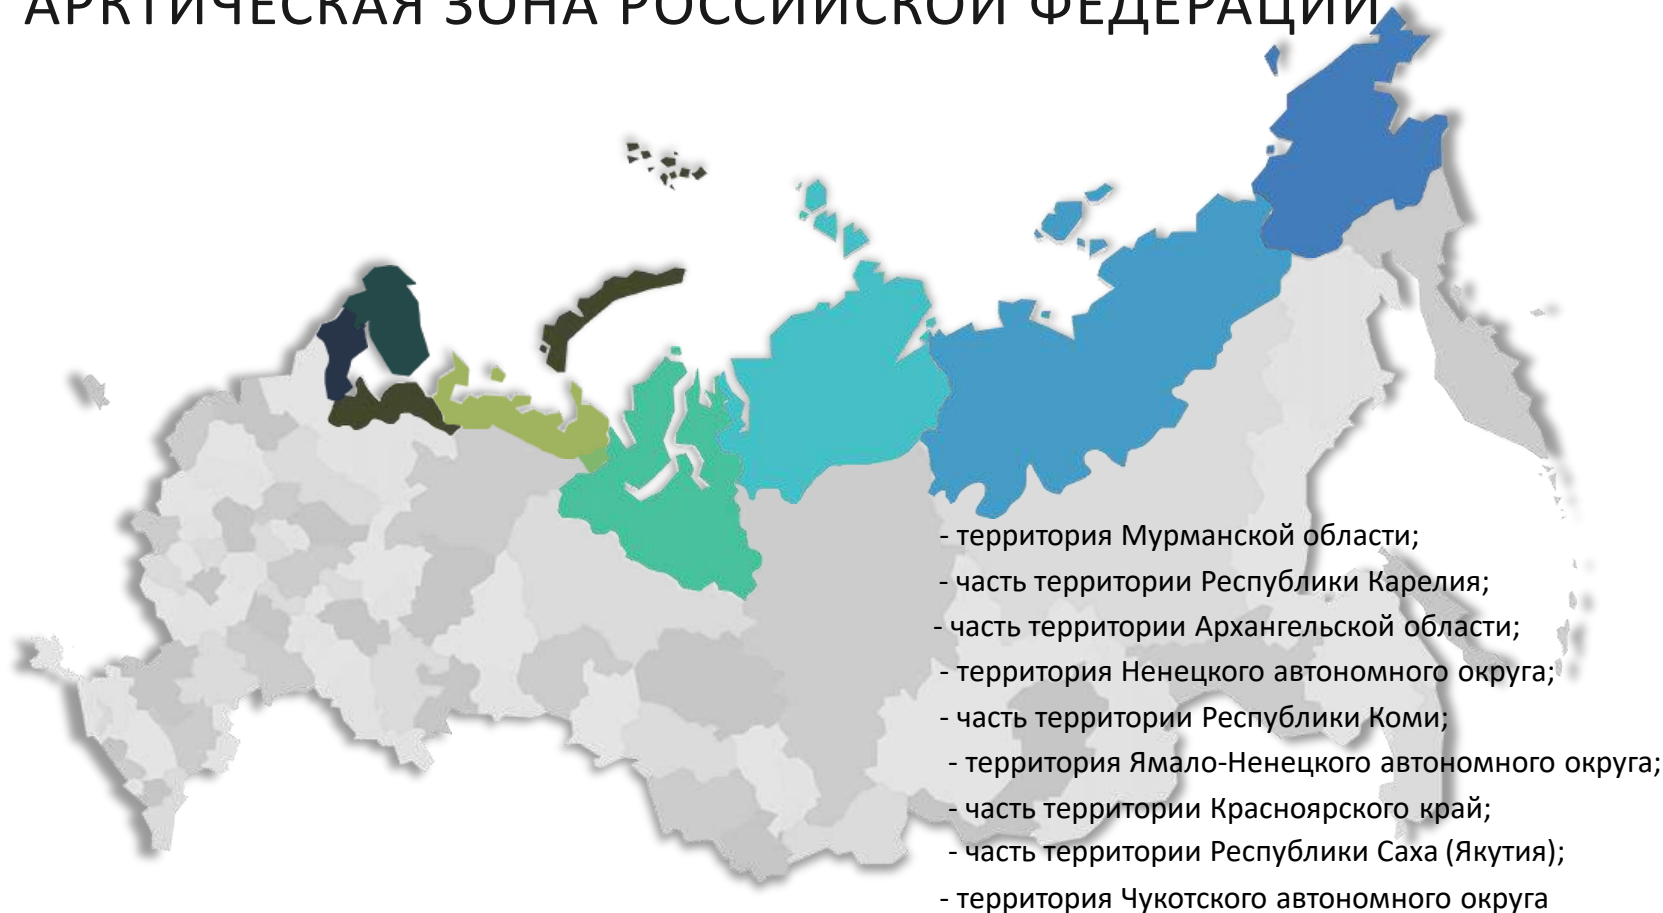 АРКТИЧЕСКАЯ ЗОНА РОССИЙСКОЙ ФЕДЕРАЦИИ
- территория Мурманской области;
- часть территории Республики Карелия;
- часть территории Архангельской области;
- территория Ненецкого автономного округа;
- часть территории Республики Коми;
- территория Ямало-Ненецкого автономного округа;
- часть территории Красноярского край;
- часть территории Республики Саха (Якутия);
- территория Чукотского автономного округа